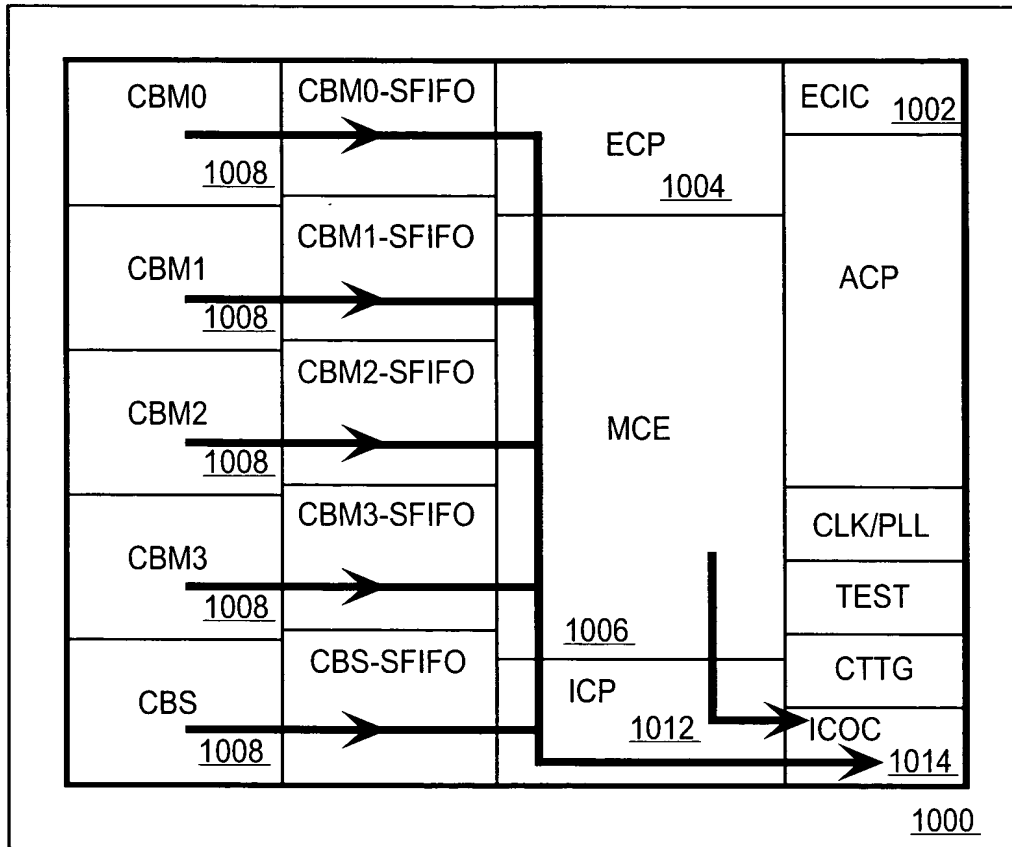 CBM0
1008
CBM1
1008
CBM2
1008
CBM3
1008
CBS
1008
CBM0-SFIFO
CBM1-SFIFO
CBM2-SFIFO
CBM3-SFIFO
CBS-SFIFO
ECP
1004
MCE
1006
ICP
1012
ECIC
1002
ACP
CLK/PLL
TEST
CTTG
ICOC
1014
1000